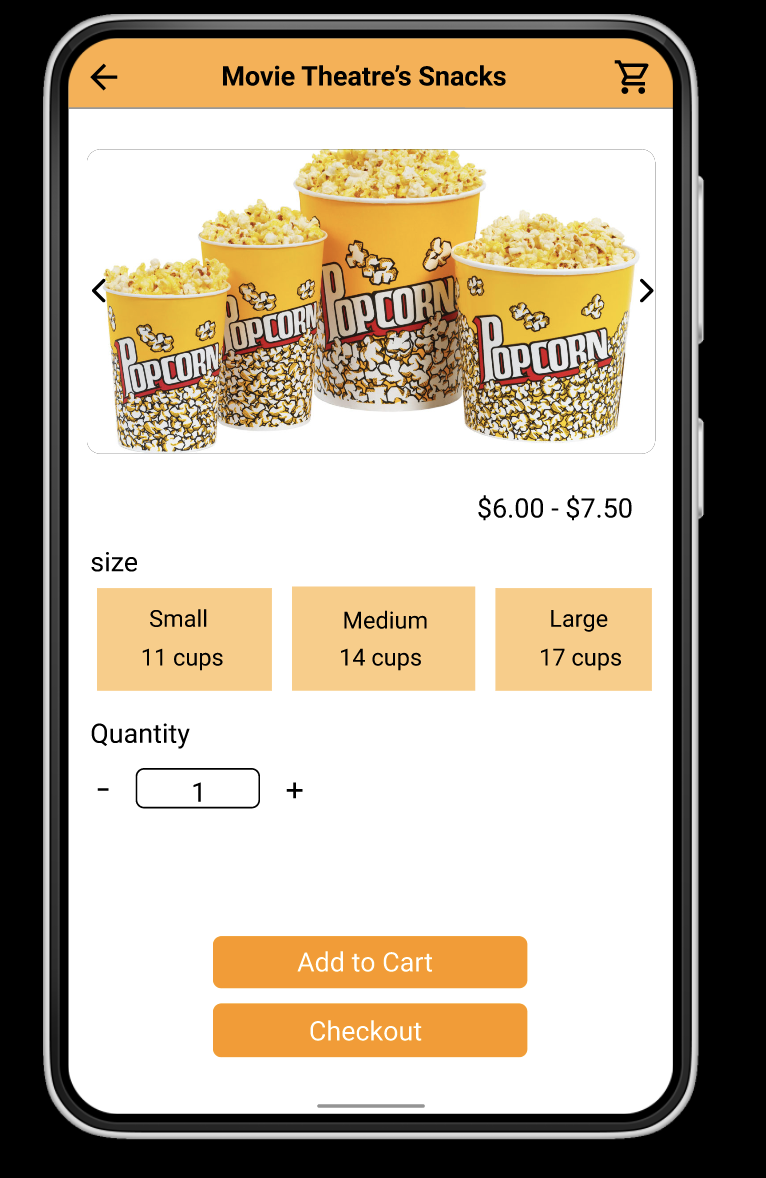 Movie Theatre’s Snacks
POPCORN
POPCORN
POPCORN
POPCORN
$6.00 - $7.50
size
Small
11 cups
Medium
14 cups
Large
17 cups
Quantity
- 1 +
Add to Cart
Checkout